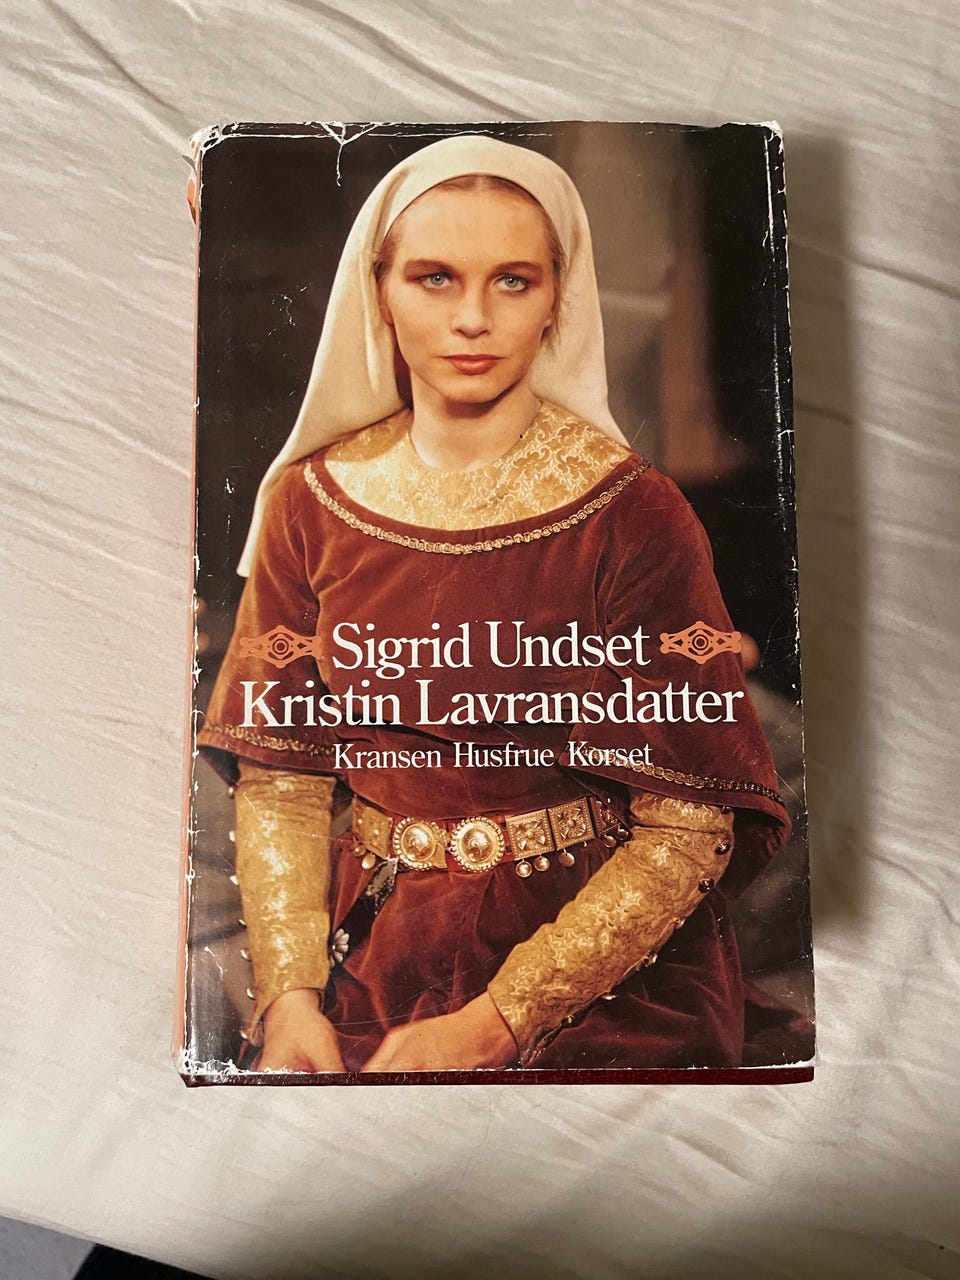 Sigrid Undset
Kristin Lavransdatter
Kransen Husfrue Korset